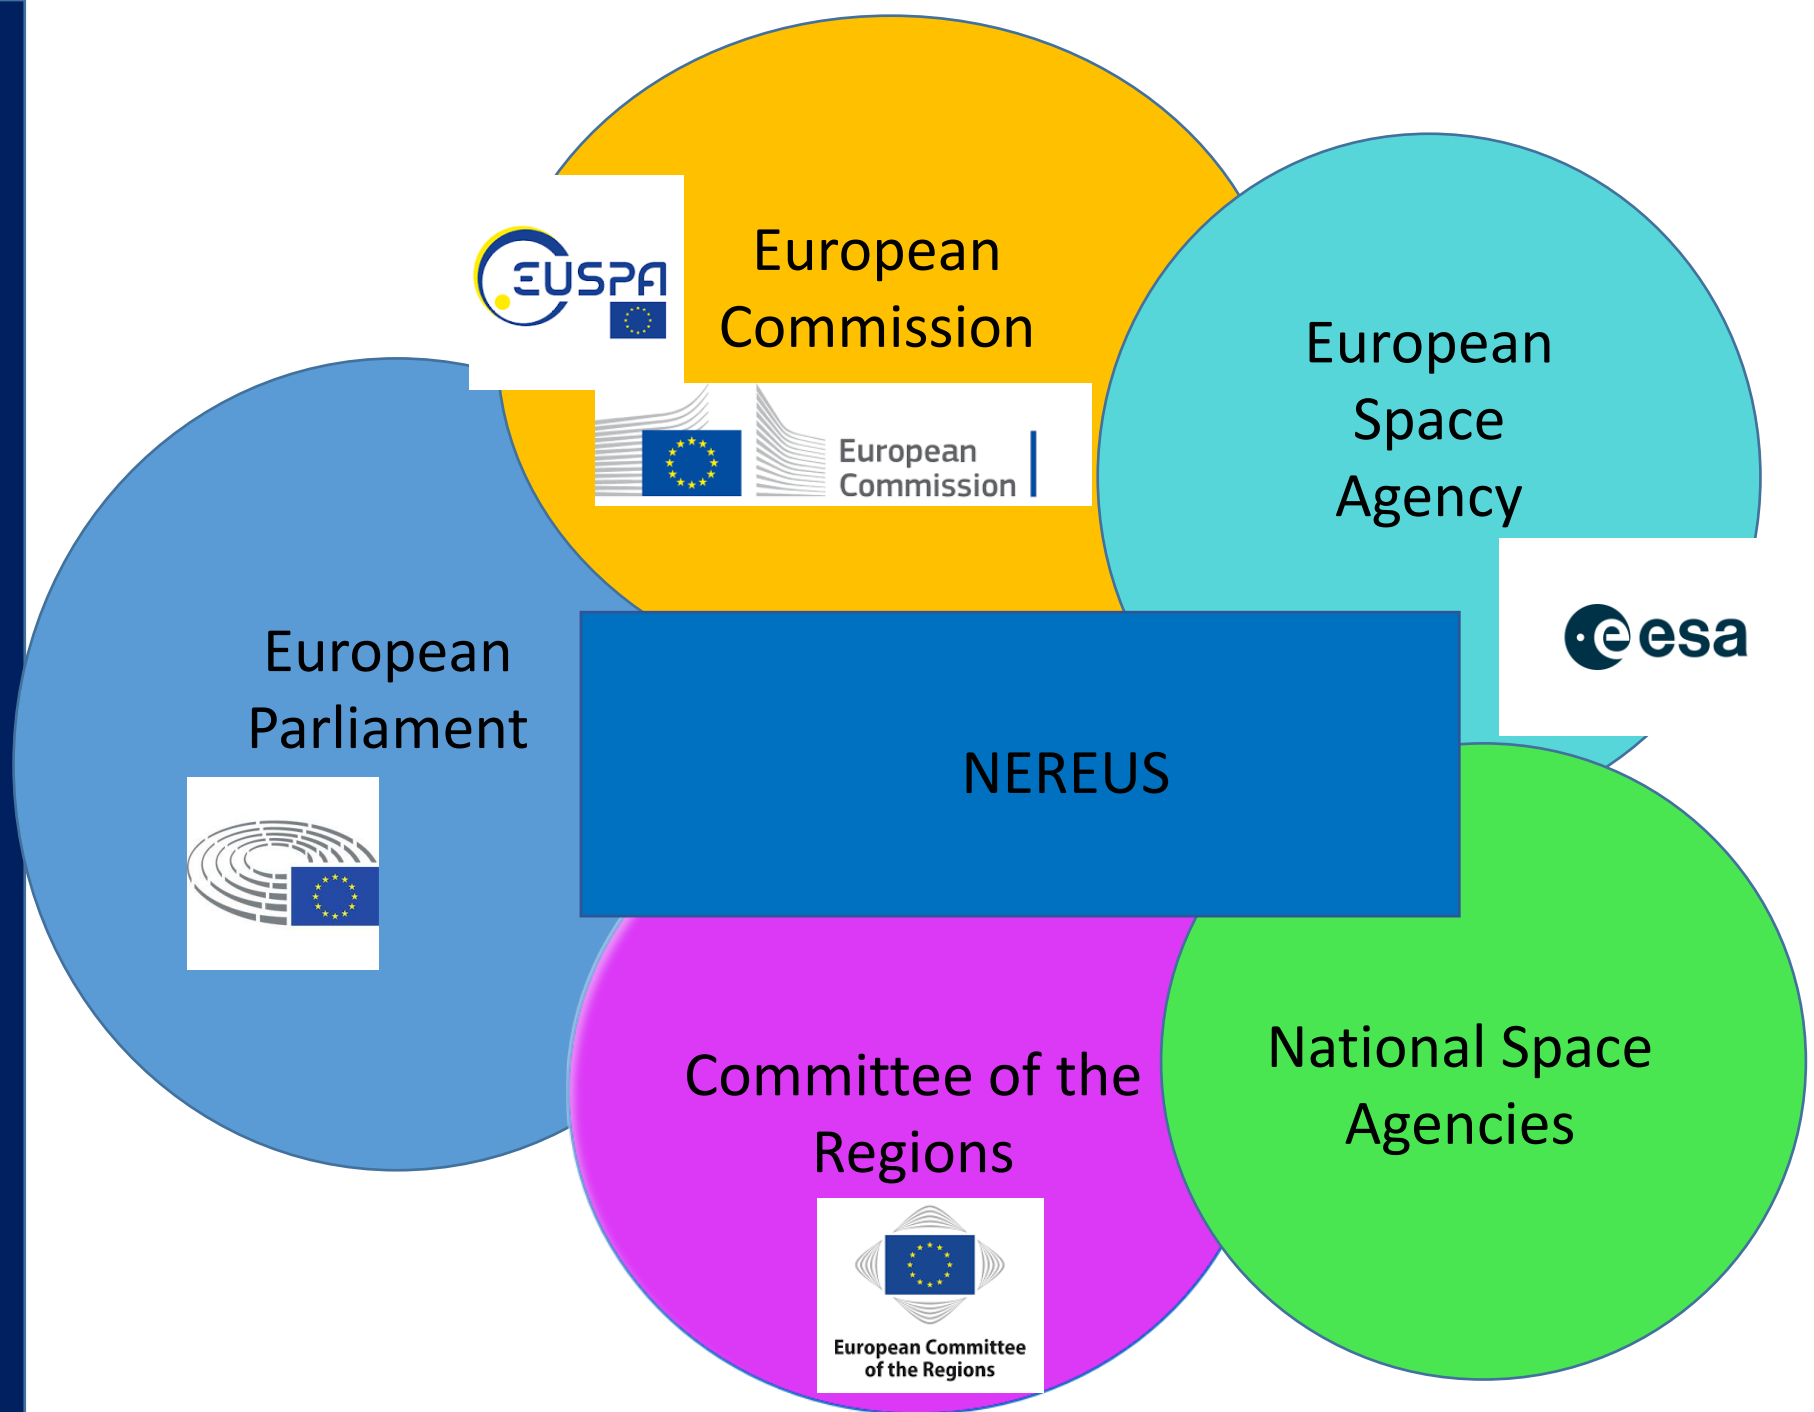 European
Commission
EUSPA
European
Commission
European
Space
Agency
esa
European
Parliament
NEREUS
National Space
Agencies
Committee of the
Regions
European Committee
of the Regions